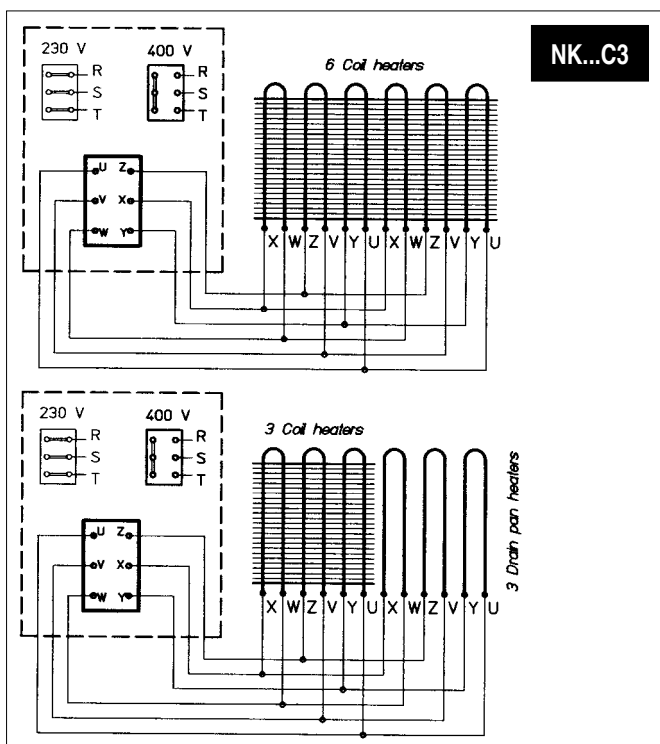 NK...C3
230 V
400 V
R
S
T
R
S
T
6 Coil heaters
U Z
V X
W Y
X W Z V Y U X W Z V Y U
230 V
400 V
R
S
T
R
S
T
3 Coil heaters
3 Drain pan heaters
U Z
V X
W Y
X W Z V Y U X W Z V Y U